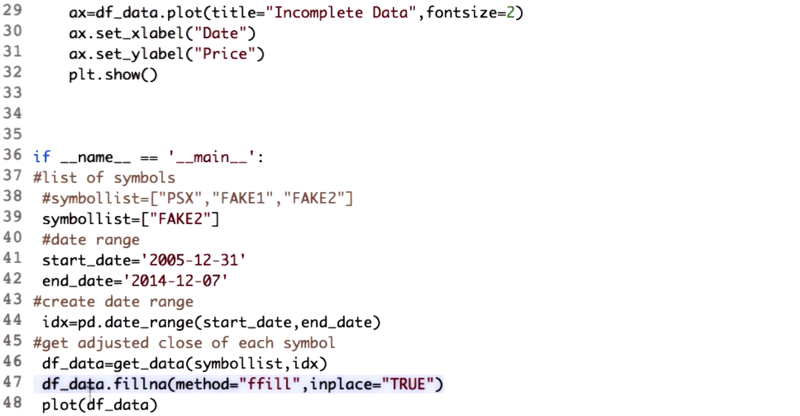 29 ax=df_data.plot(title="Incomplete Data",fontsize=2)
30 ax.set_xlabel("Date")
31 ax.set_ylabel("Price")
32 plt.show()
33
34
35
36 if __name__ == '__main__':
37 #list of symbols
38 #symbollist=["PSX","FAKE1","FAKE2"]
39 symbollist=["FAKE2"]
40 #date range
41 start_date='2005-12-31'
42 end_date='2014-12-07'
43 #create date range
44 idx=pd.date_range(start_date,end_date)
45 #get adjusted close of each symbol
46 df_data=get_data(symbollist,idx)
47 df_data.fillna(method="ffill",inplace="TRUE")
48 plot(df_data)